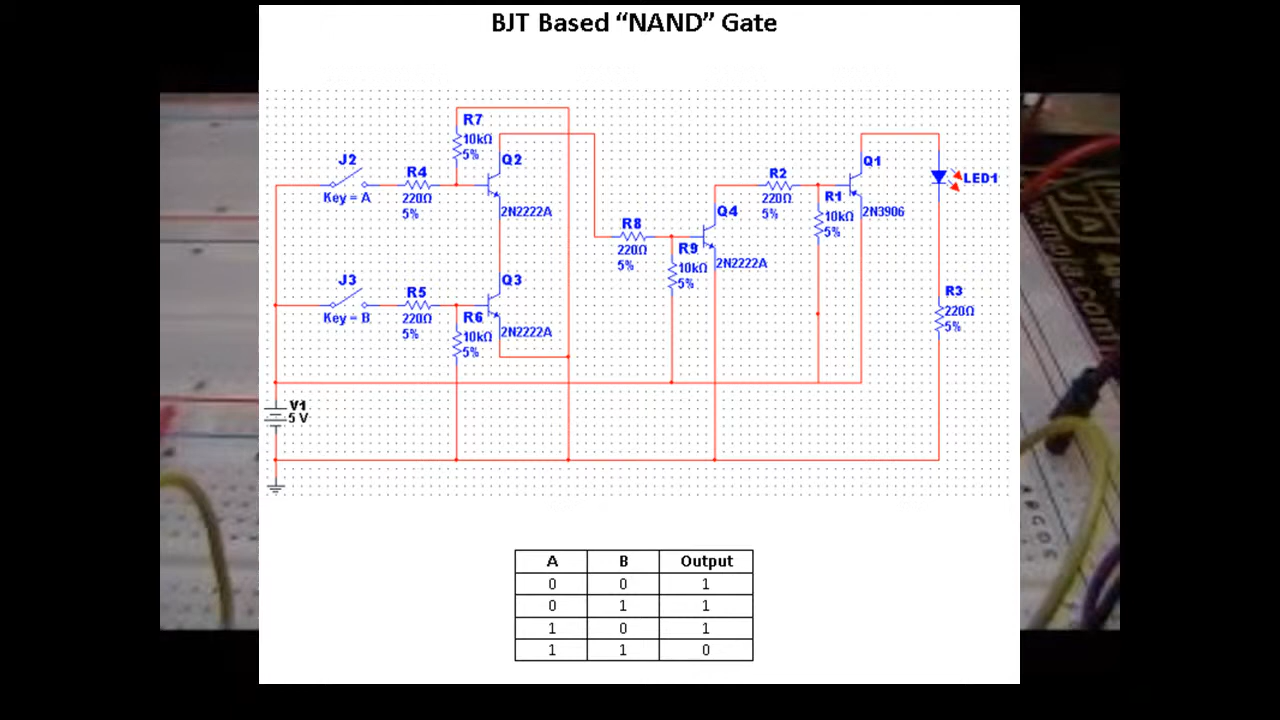 BJT Based “NAND” Gate
R7
10kΩ
5%
J2
Key = A
R4
220Ω
5%
Q2
2N2222A
J3
Key = B
R5
220Ω
5%
R6
10kΩ
5%
Q3
2N2222A
R8
220Ω
5%
R9
10kΩ
5%
Q4
2N2222A
R2
220Ω
5%
R1
10kΩ
5%
Q1
2N3906
LED1
R3
220Ω
5%
V1
5 V
A B Output
0 0 1
0 1 1
1 0 1
1 1 0